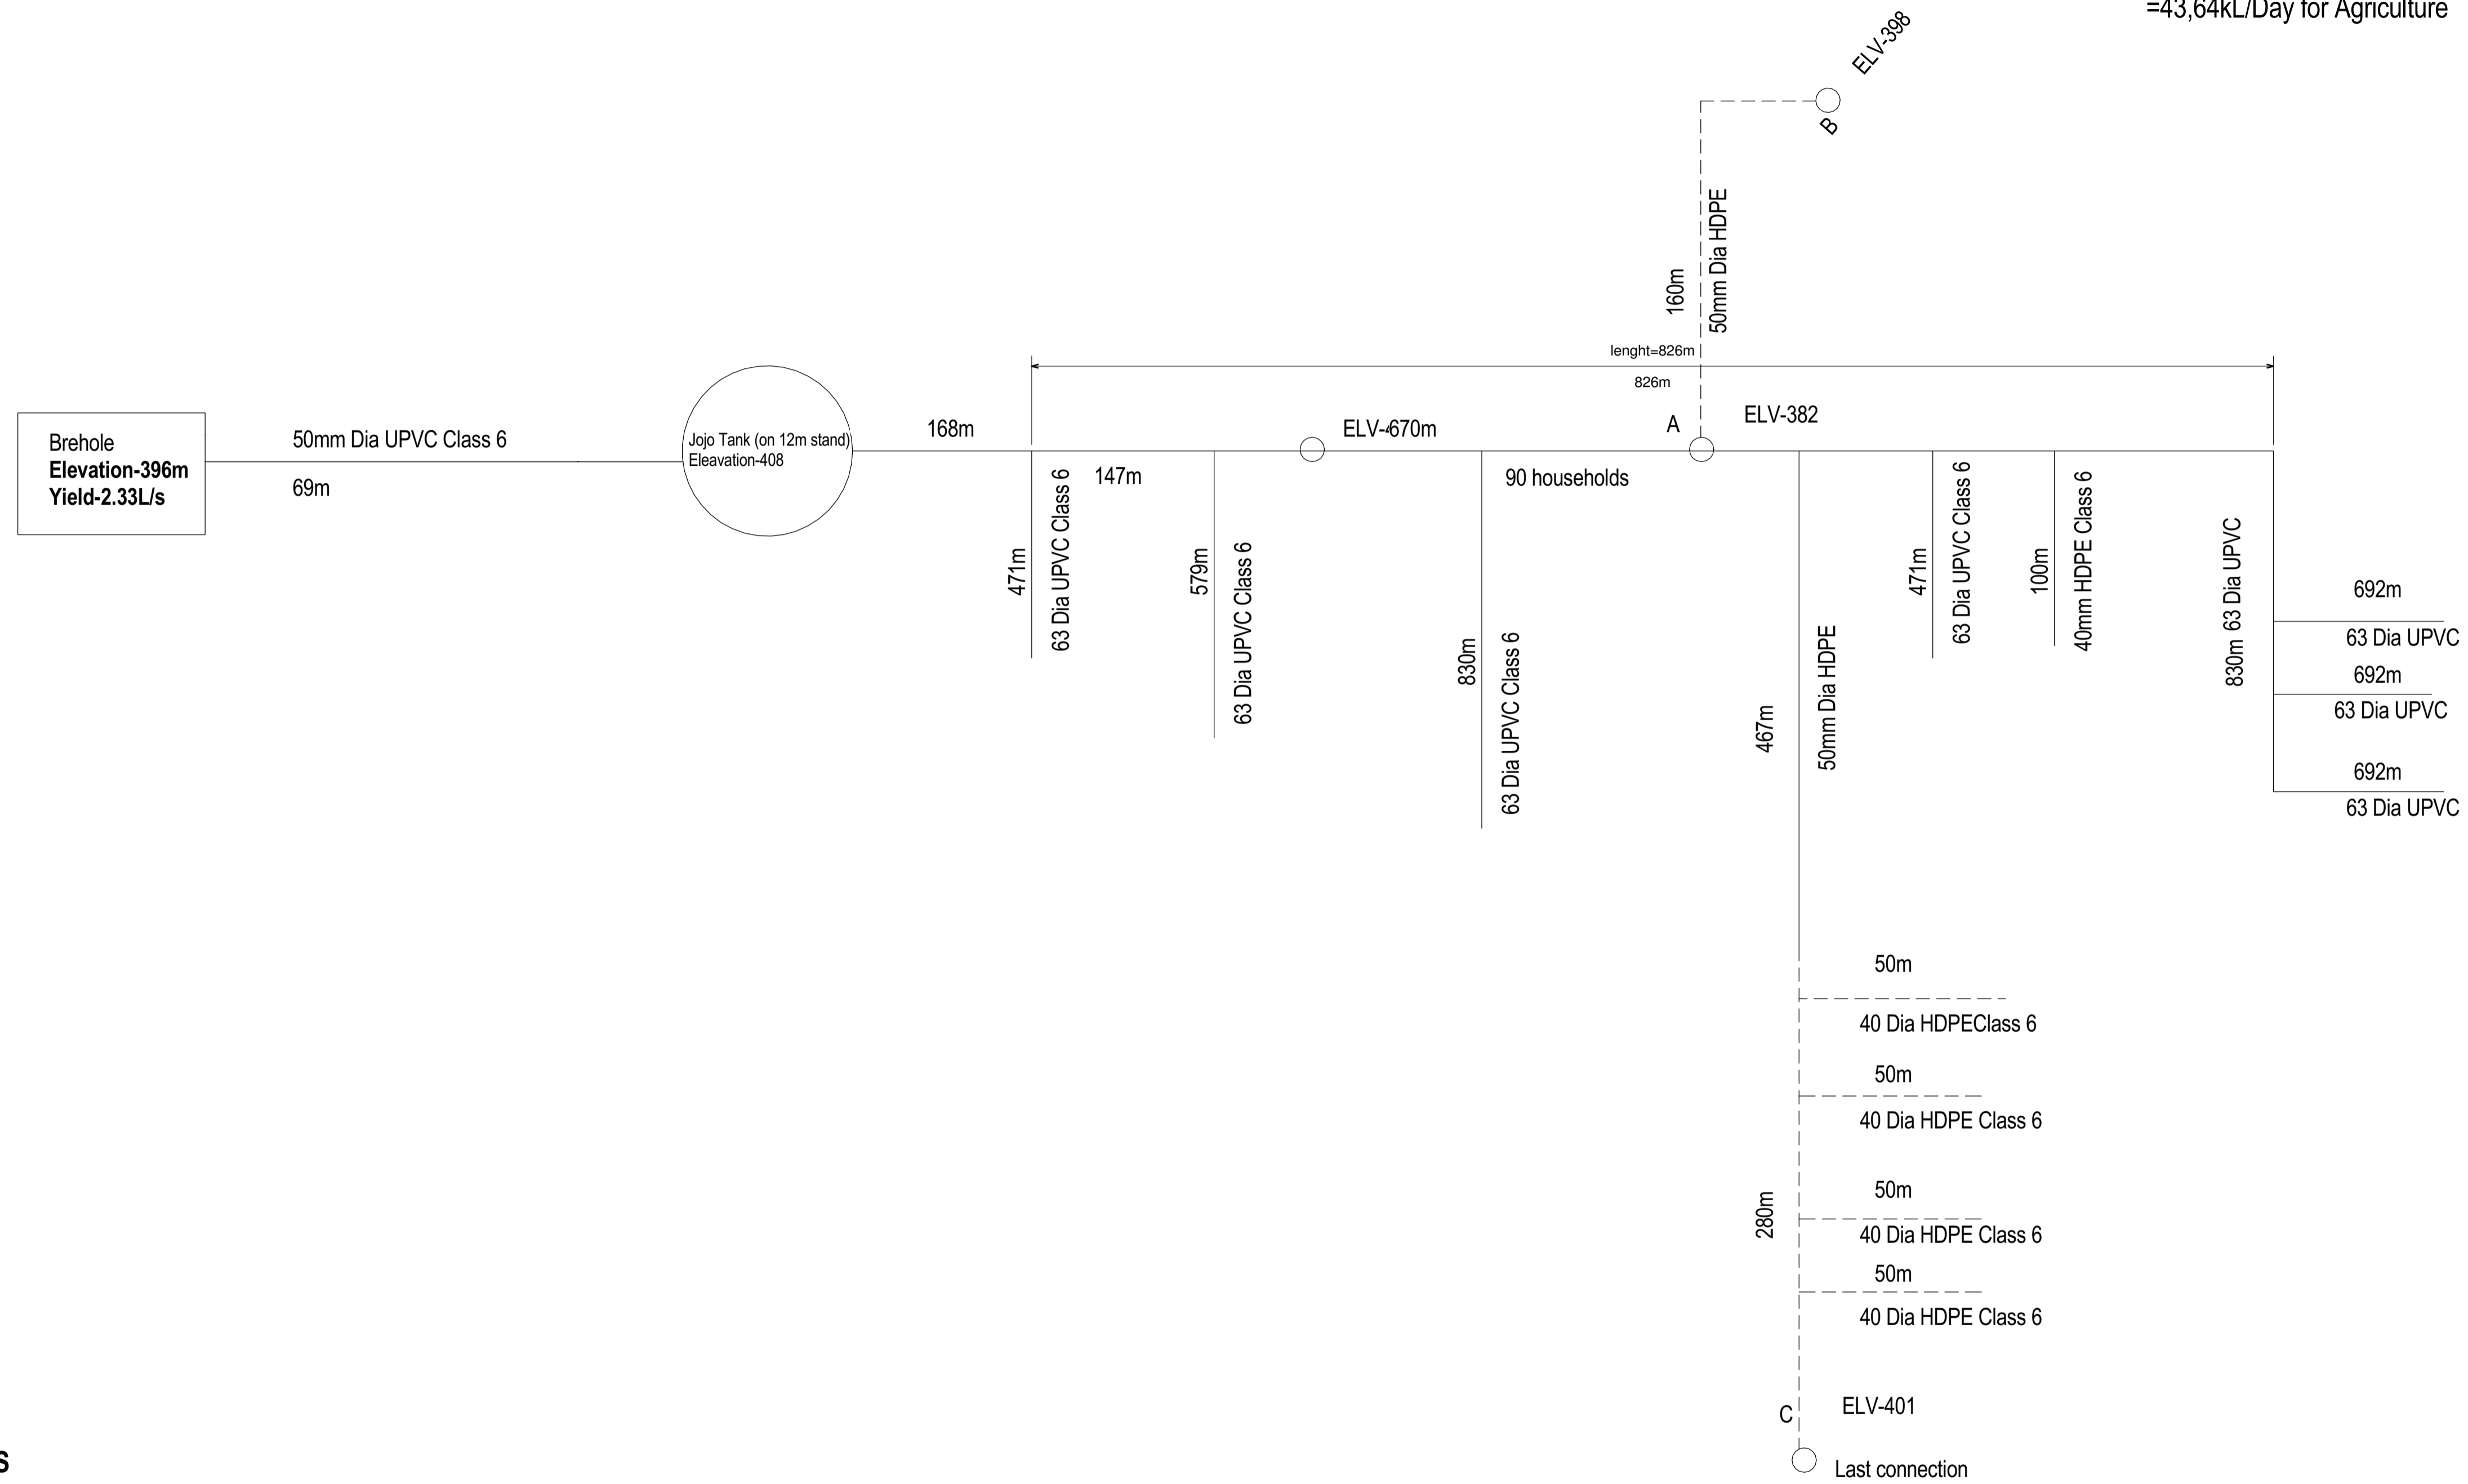 =43,64kL/Day for Agriculture
ELV-398
B
50mm Dia HDPE
160m
lenght=826m
826m
Brehole
Elevation-396m
Yield-2.33L/s
50mm Dia UPVC Class 6
69m
Jojo Tank (on 12m stand)
Eleavation-408
168m
147m
670m
90 households
A
ELV-382
471m
63 Dia UPVC Class 6
579m
63 Dia UPVC Class 6
830m
63 Dia UPVC Class 6
467m
50mm Dia HDPE
471m
63 Dia UPVC Class 6
100m
40mm HDPE Class 6
830m 63 Dia UPVC
692m
63 Dia UPVC
692m
63 Dia UPVC
692m
63 Dia UPVC
50m
40 Dia HDPEClass 6
50m
40 Dia HDPE Class 6
280m
50m
40 Dia HDPE Class 6
50m
40 Dia HDPE Class 6
C
ELV-401
Last connection
s